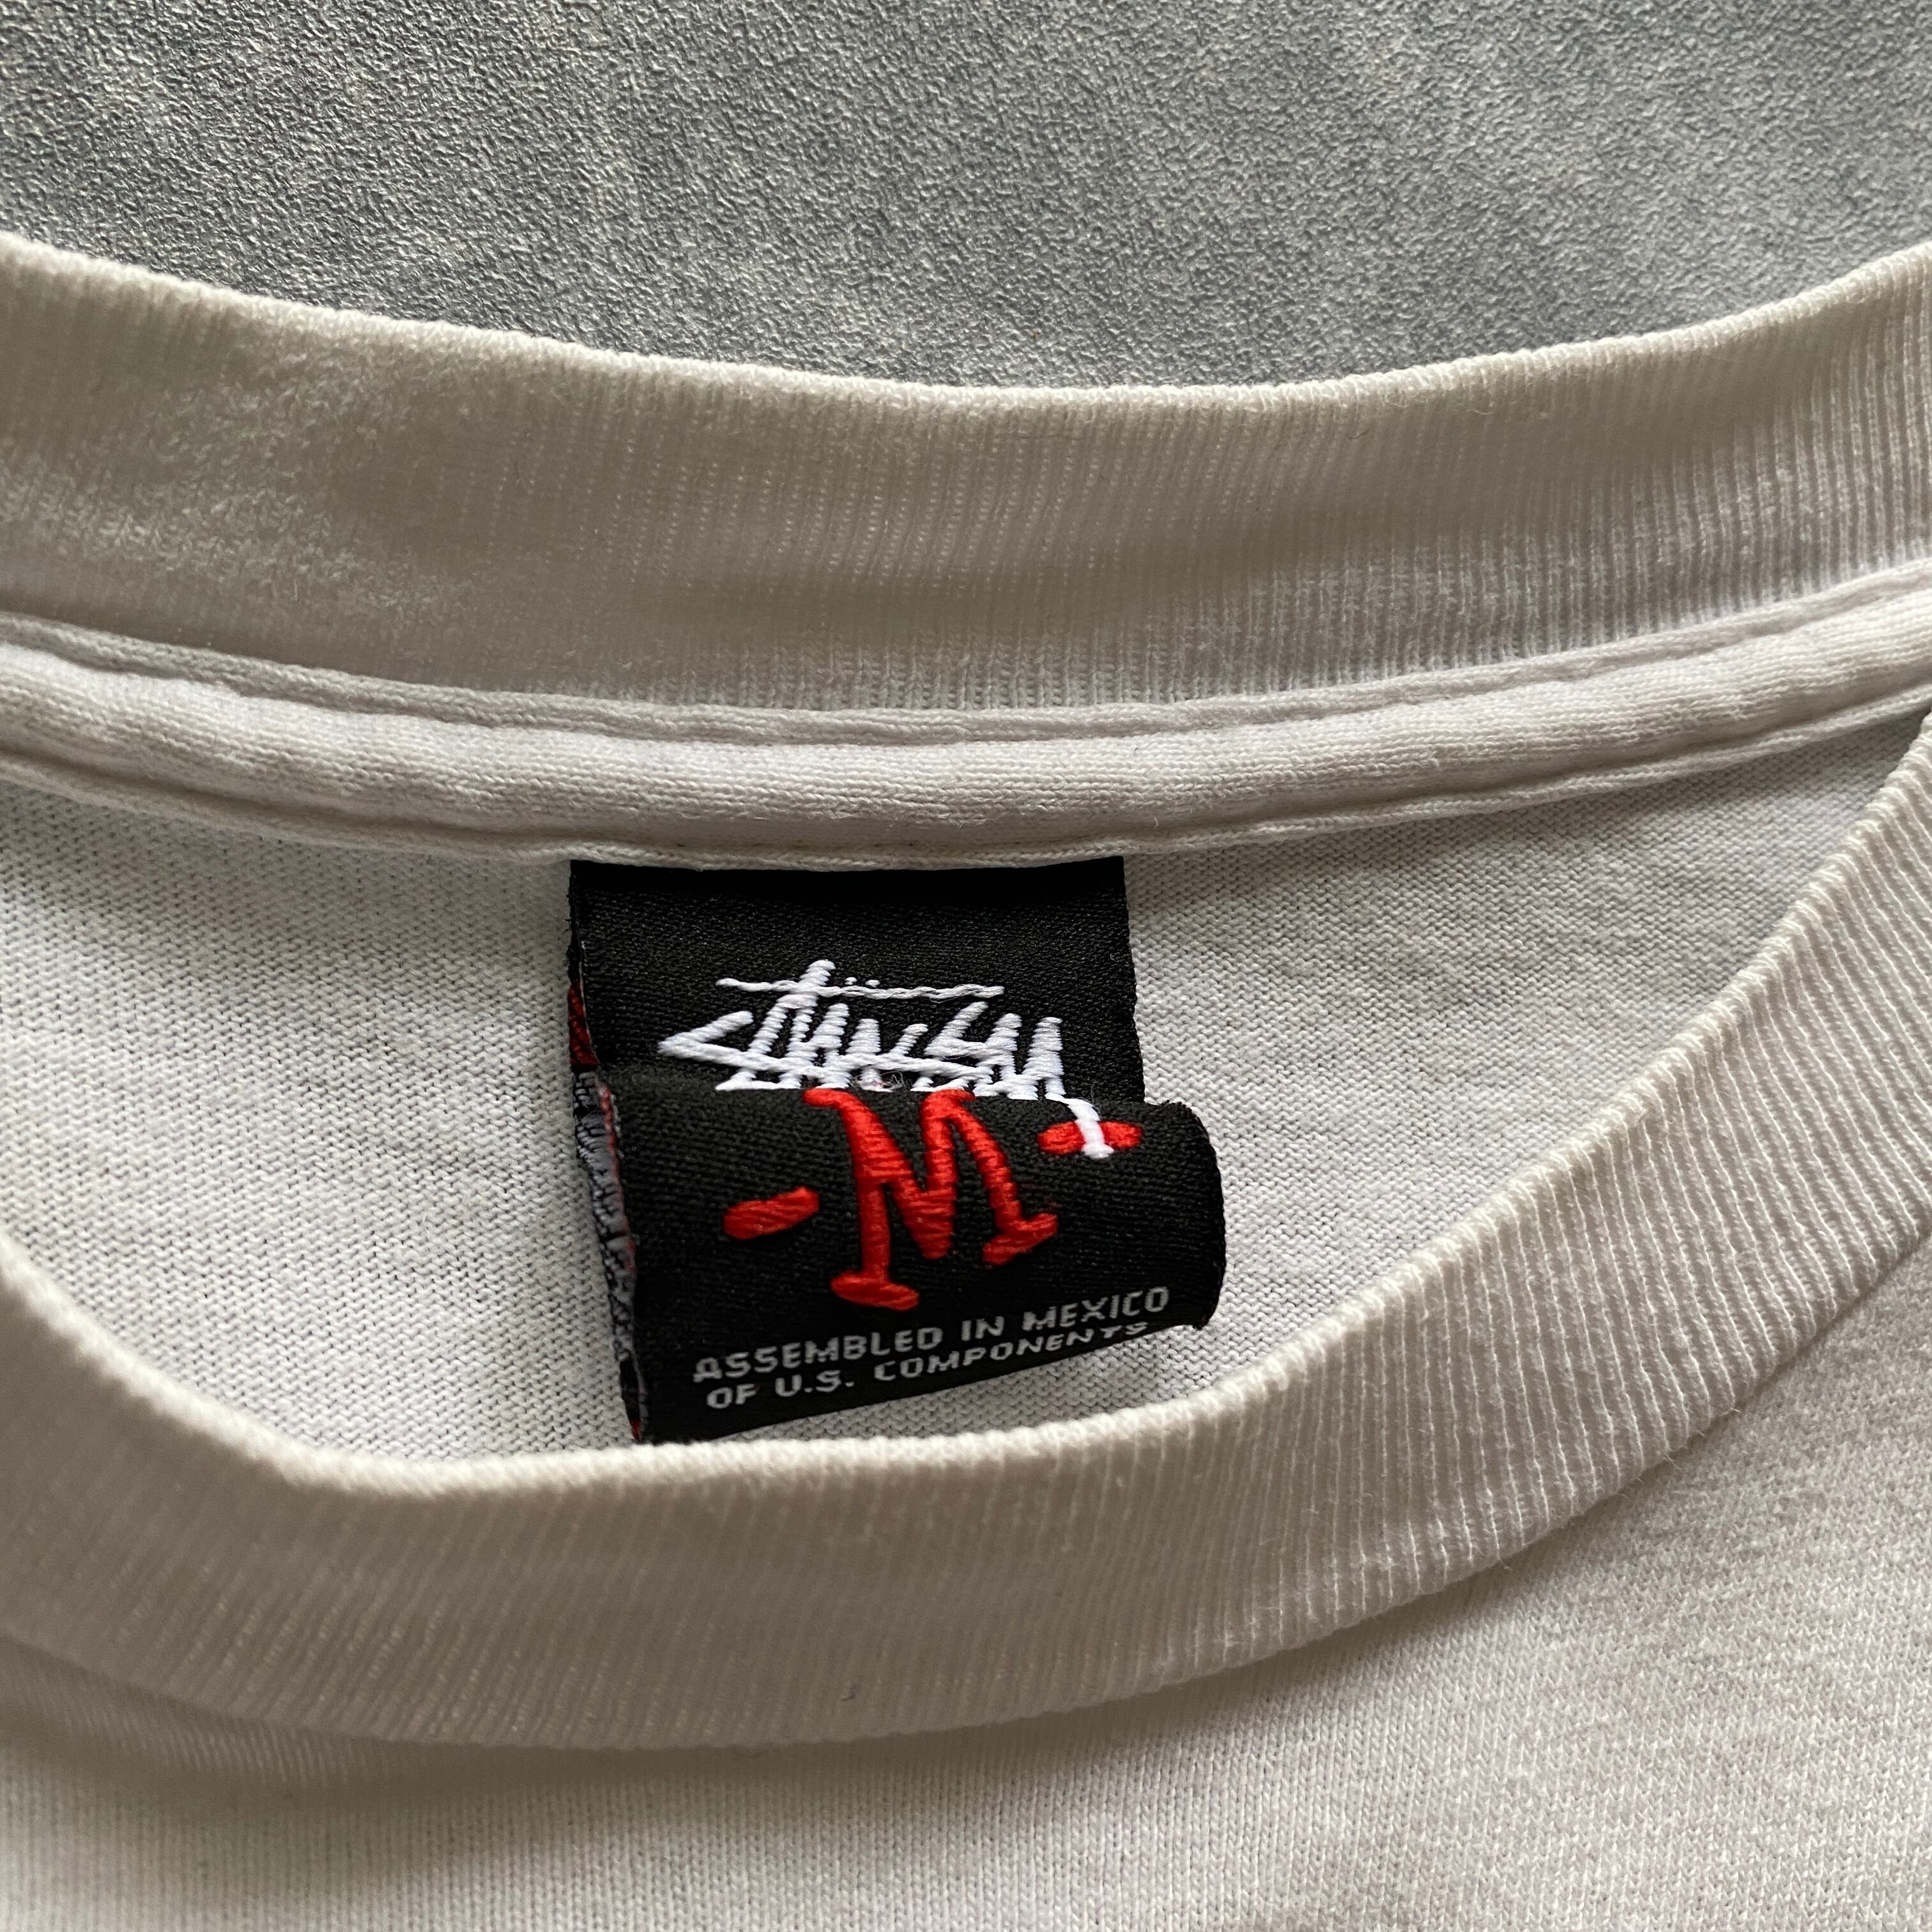 Stüssy
-M-
ASSEMBLED IN MEXICO
OF U.S. COMPONENTS